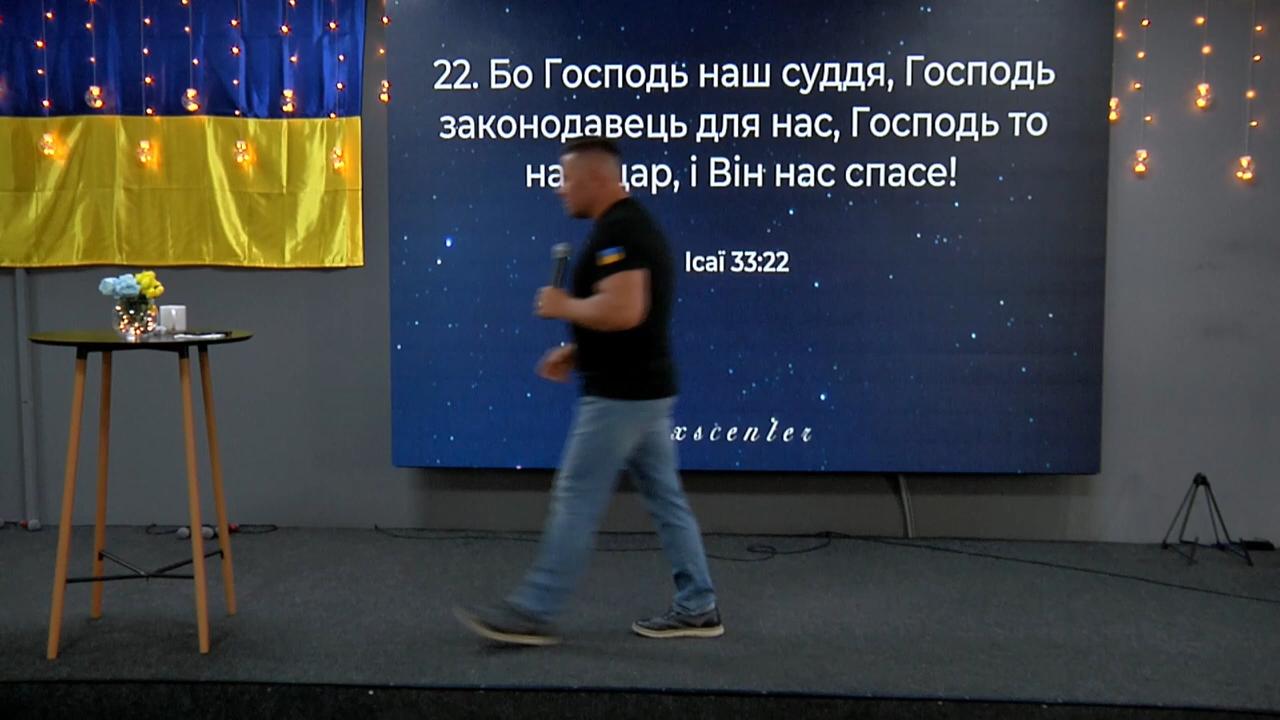 22. Бо Господь наш суддя, Господь
законодавець для нас, Господь то
цар, і Він нас спасе!
Ісаї 33:22